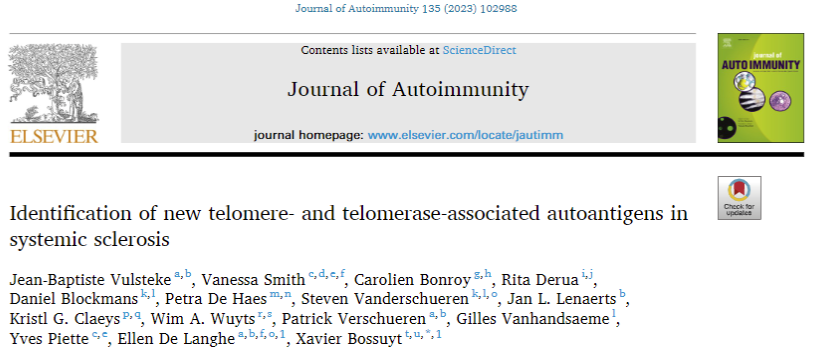 Journal of Autoimmunity 135 (2023) 102988
Contents lists available at ScienceDirect
Journal of Autoimmunity
journal homepage: www.elsevier.com/locate/jautimm
ELSEVIER
journal of
AUTOIMMUNITY
Check for
updates
Identification of new telomere- and telomerase-associated autoantigens in
systemic sclerosis
Jean-Baptiste Vulsteke a,b, Vanessa Smith c,d,e,f, Carolien Bonroy g,h, Rita Derua i,j,
Daniel Blockmans k,l, Petra De Haes m,n, Steven Vanderschueren k,l,o, Jan L. Lenaerts b,
Kristl G. Claeys p,q, Wim A. Wuyts r,s, Patrick Verschueren a,b, Gilles Vanhandsaeme l,
Yves Piette c,e, Ellen De Langhe a,b,f,o,1, Xavier Bossuyt t,u,*,1